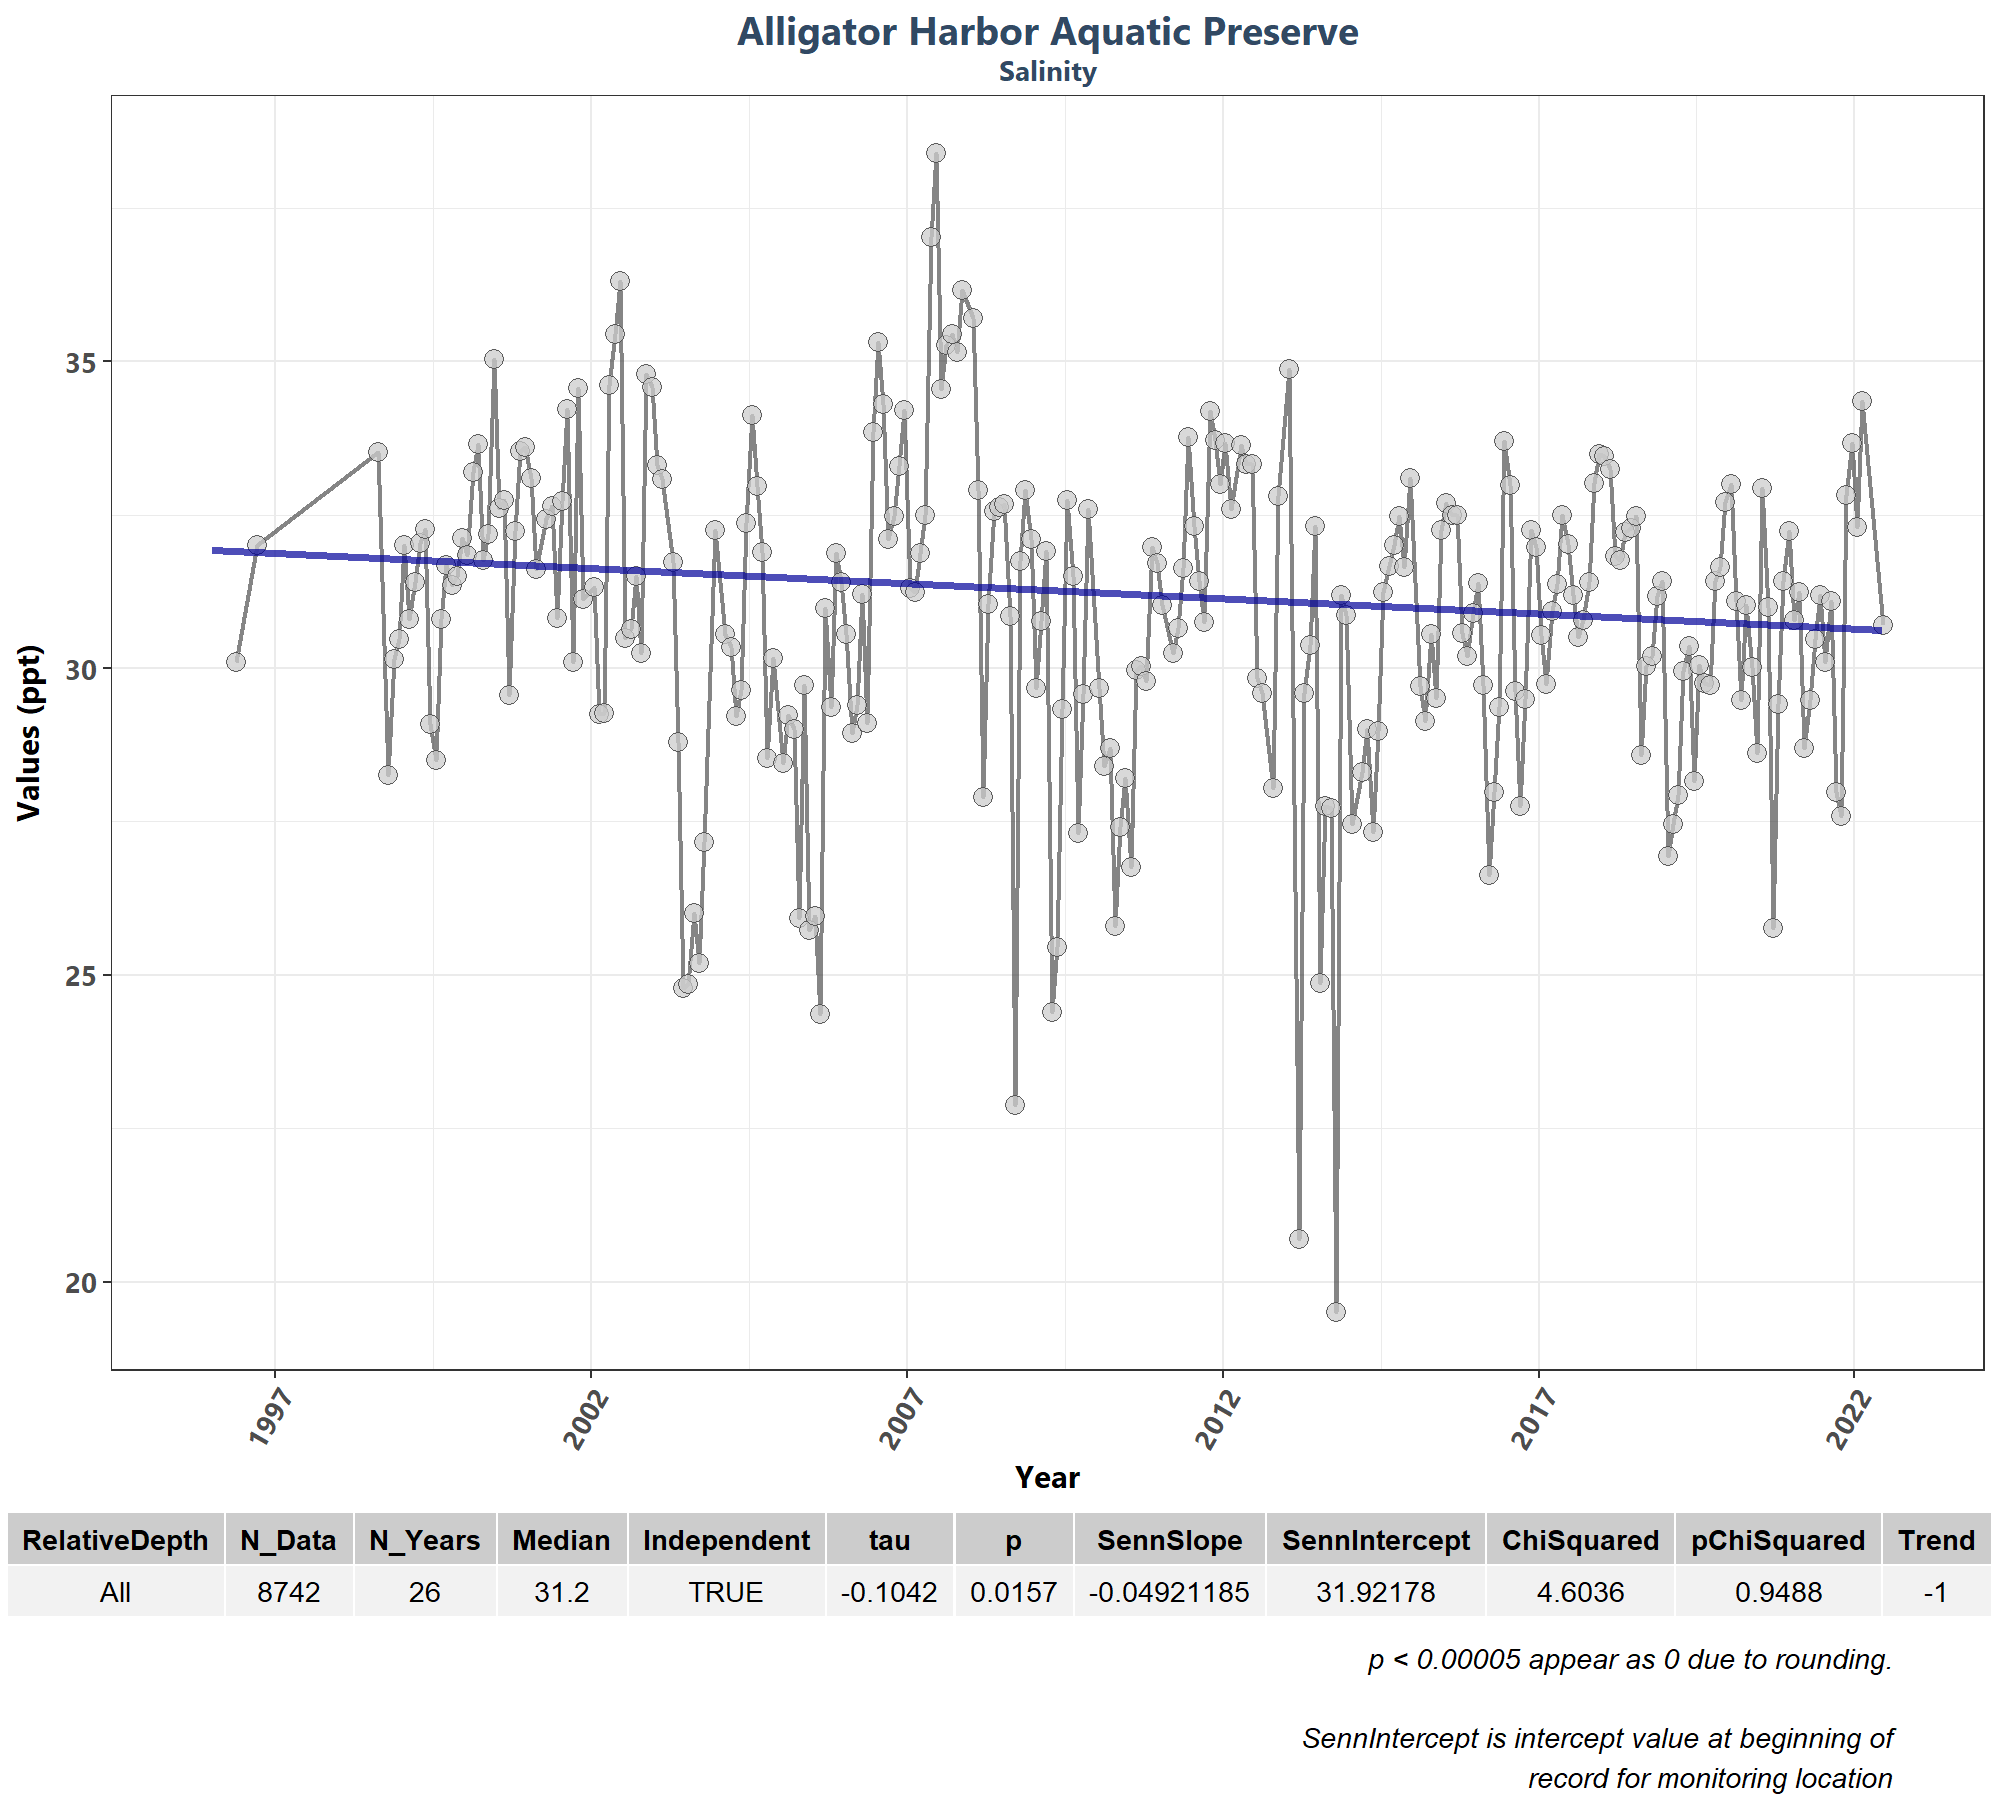 Alligator Harbor Aquatic Preserve
Salinity
Values (ppt)
35
30
25
20
1997 2002 2007 2012 2017 2022
Year
RelativeDepth N_Data N_Years Median Independent tau p SennSlope SennIntercept ChiSquared pChiSquared Trend
All 8742 26 31.2 TRUE -0.1042 0.0157 -0.04921185 31.92178 4.6036 0.9488 -1
p < 0.00005 appear as 0 due to rounding.
SennIntercept is intercept value at beginning of
record for monitoring location